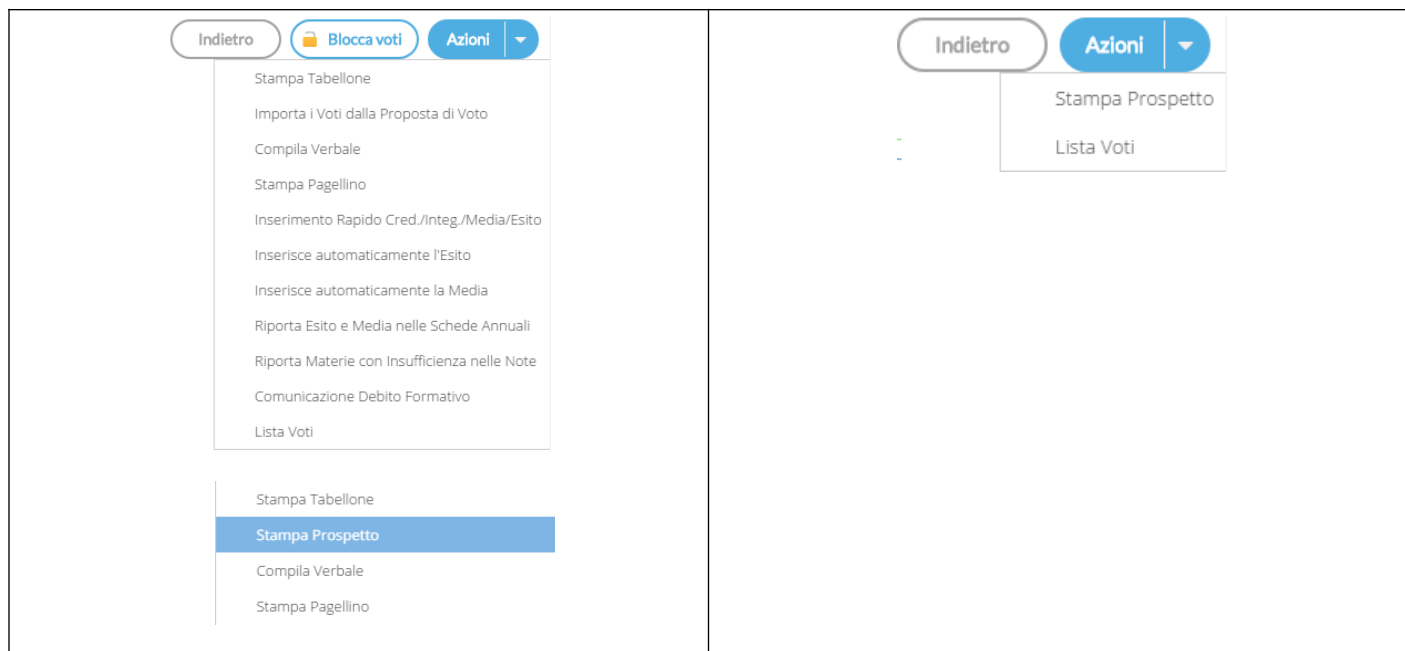 Indietro
Blocca voti
Azioni
Stampa Tabellone
Importa i Voti dalla Proposta di Voto
Compila Verbale
Stampa Pagellino
Inserimento Rapido Cred./Integ./Media/Esito
Inserisce automaticamente l'Esito
Inserisce automaticamente la Media
Riporta Esito e Media nelle Schede Annuali
Riporta Materie con Insufficienza nelle Note
Comunicazione Debito Formativo
Lista Voti
Stampa Tabellone
Stampa Prospetto
Compila Verbale
Stampa Pagellino
Indietro
Azioni
Stampa Prospetto
Lista Voti